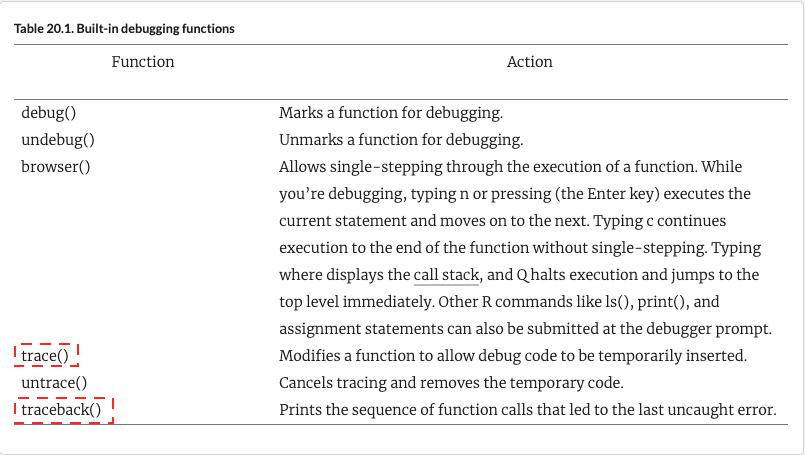 Table 20.1. Built-in debugging functions
Function Action
debug() Marks a function for debugging.
undebug() Unmarks a function for debugging.
browser() Allows single-stepping through the execution of a function. While
you’re debugging, typing n or pressing (the Enter key) executes the
current statement and moves on to the next. Typing c continues
execution to the end of the function without single-stepping. Typing
where displays the call stack, and Q halts execution and jumps to the
top level immediately. Other R commands like ls(), print(), and
assignment statements can also be submitted at the debugger prompt.
trace() Modifies a function to allow debug code to be temporarily inserted.
untrace() Cancels tracing and removes the temporary code.
traceback() Prints the sequence of function calls that led to the last uncaught error.